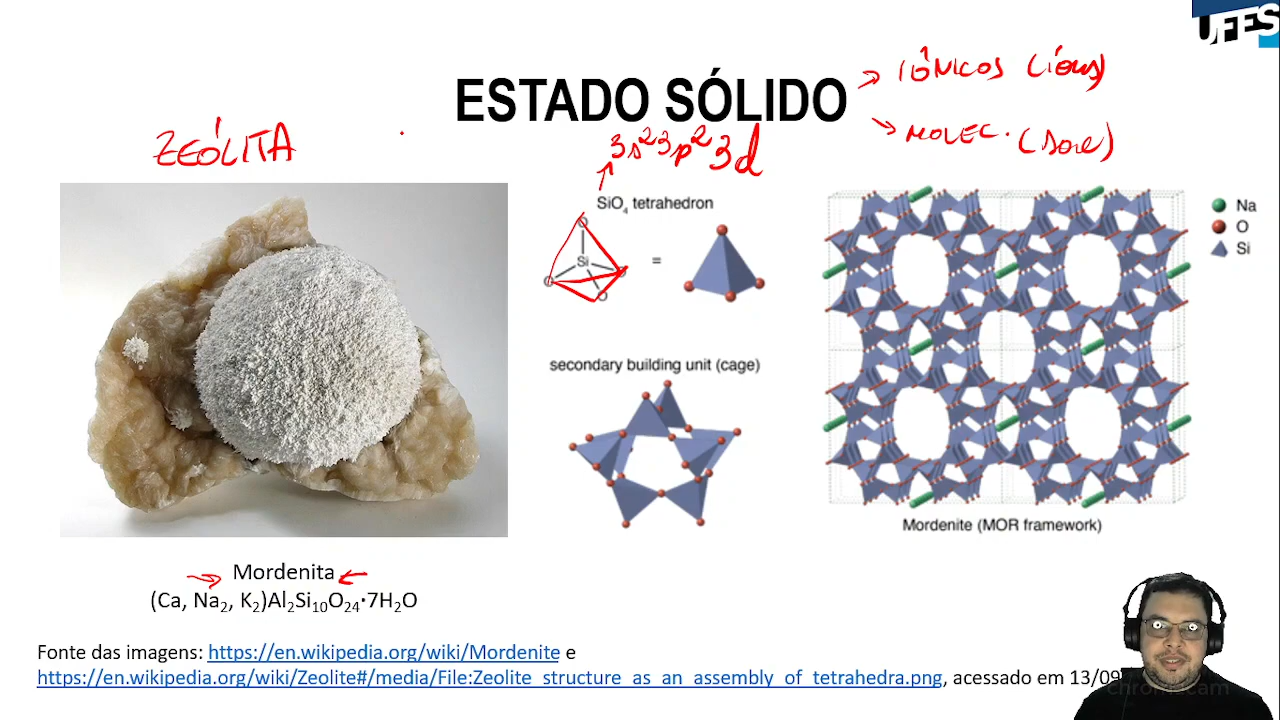 UFES
ESTADO SÓLIDO
→ IÔNICOS (íons)
→ MOLEC.
ZEÓLITA
3s²3p²3d
SiO₄ tetrahedron
O
Si
O
O
O
=
Na
O
Si
secondary building unit (cage)
Mordenite (MOR framework)
Mordenita
(Ca, Na₂, K₂)Al₂Si₁₀O₂₄·7H₂O
Fonte das imagens: https://en.wikipedia.org/wiki/Mordenite e
https://en.wikipedia.org/wiki/Zeolite#/media/File:Zeolite_structure_as_an_assembly_of_tetrahedra.png, acessado em 13/09
chromacam